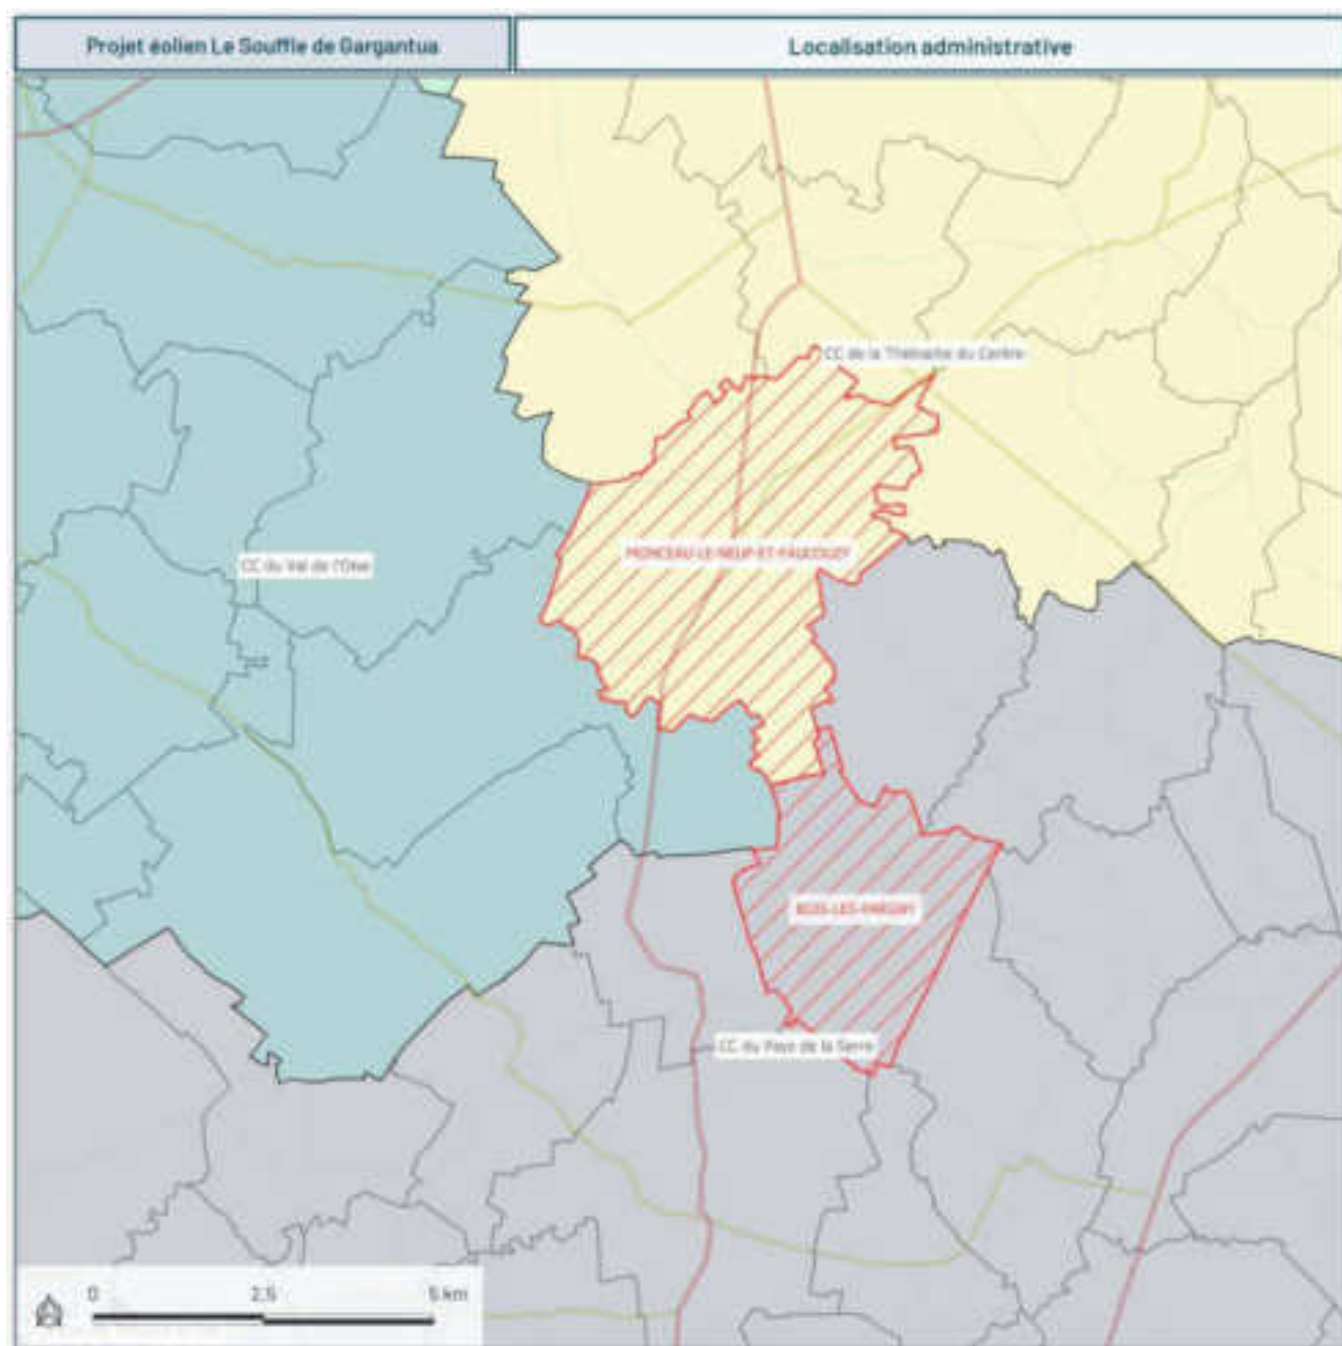 Projet éolien Le Souffle de Gargantua
Localisation administrative
CC de la Thiérache du Centre
MONCEAU-LE-NEUF-ET-FAUCOUZY
CC du Val de l'Oise
BOIS-LES-PARGNY
CC du Pays de la Serre
0 2,5 5 km